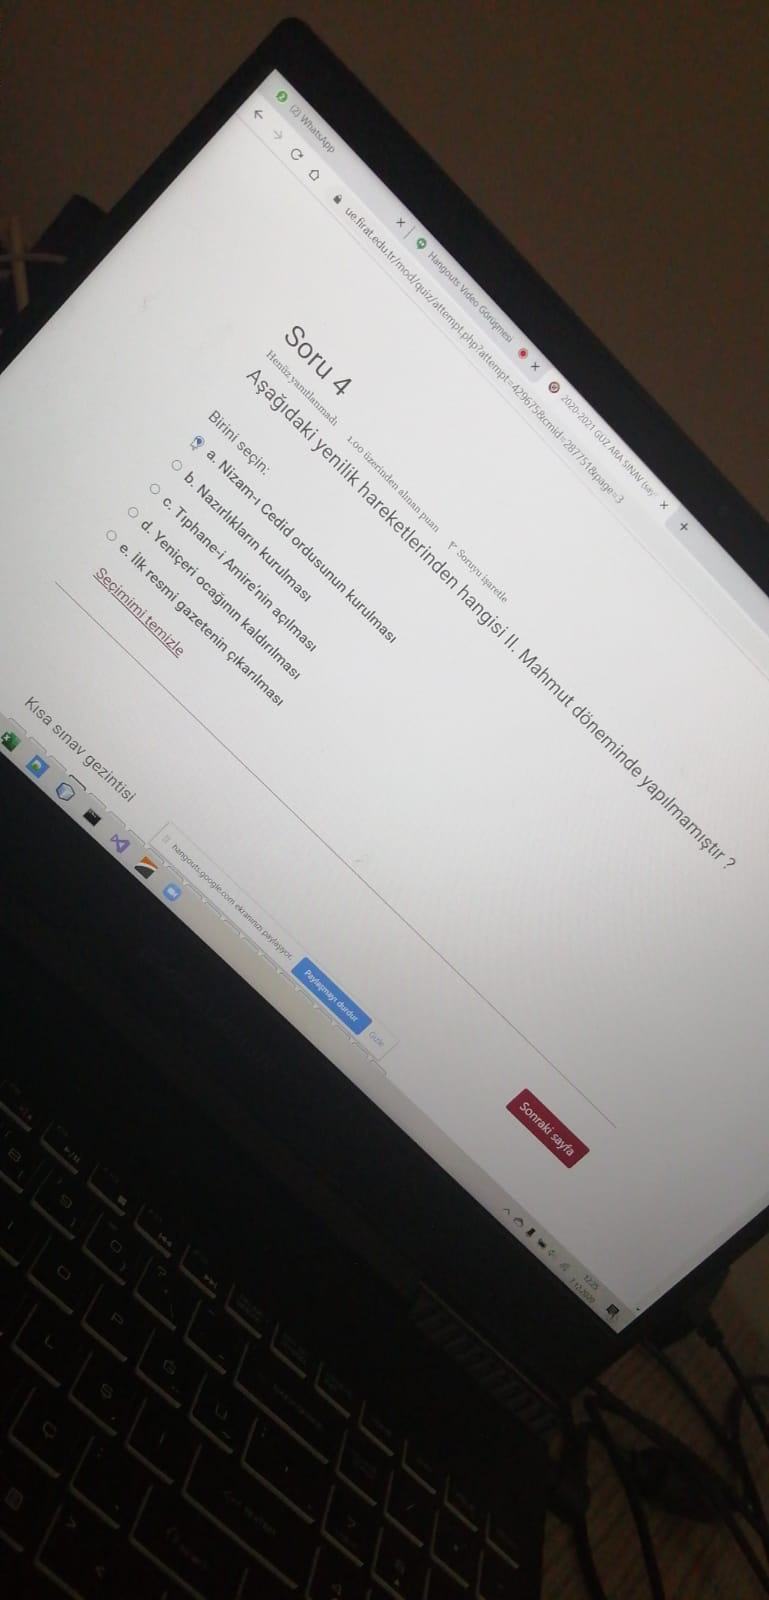 (2) WhatsApp
Hangouts Video Görüşmesi
2020-2021 GÜZ ARA SINAV (say
ue.firat.edu.tr/mod/quiz/attempt.php?attempt=429675&cmid=287751&page=3
Soru 4
Henüz yanıtlanmadı 1.00 üzerinden alınan puan Soruyu işaretle
Aşağıdaki yenilik hareketlerinden hangisi II. Mahmut döneminde yapılmamıştır ?
Birini seçin:
a. Nizam-ı Cedid ordusunun kurulması
b. Nazırlıkların kurulması
c. Tıphane-i Amire'nin açılması
d. Yeniçeri ocağının kaldırılması
e. İlk resmi gazetenin çıkarılması
Seçimimi temizle
Sonraki sayfa
Kısa sınav gezintisi
hangouts.google.com ekranınızı paylaşıyor.
Paylaşmayı durdur
Gizle
12:25
7.12.2020